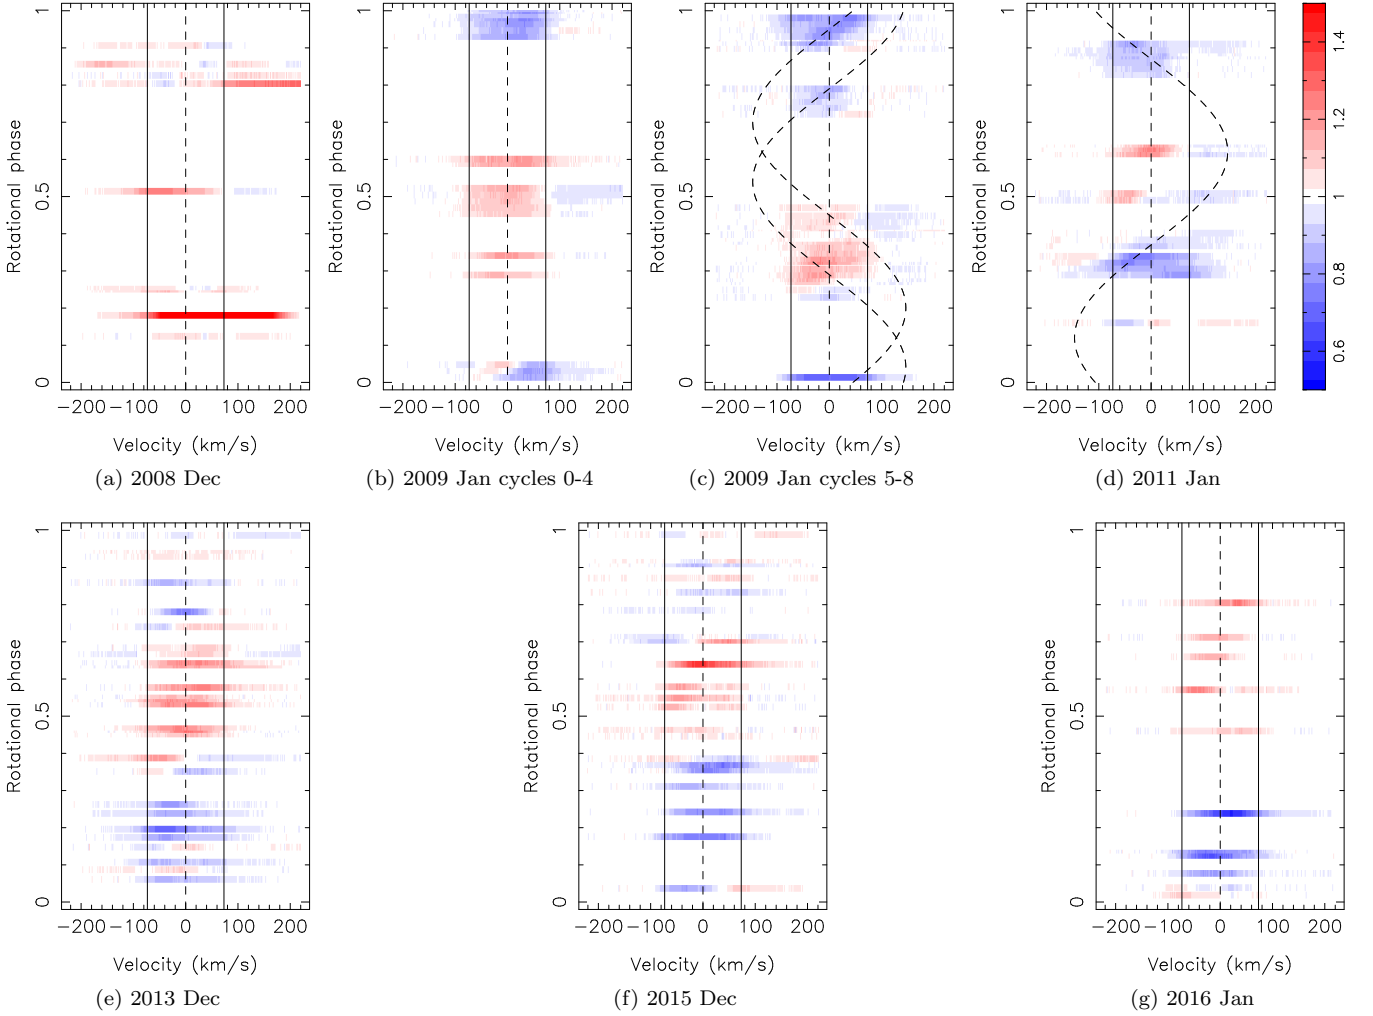 1 1 1 1
1.4
1.2
1
0.8
0.6
Rotational phase Rotational phase Rotational phase Rotational phase
0.5 0.5 0.5 0.5
0 0 0 0
−200 −100 0 100 200 −200 −100 0 100 200 −200 −100 0 100 200 −200 −100 0 100 200
Velocity (km/s) Velocity (km/s) Velocity (km/s) Velocity (km/s)
(a) 2008 Dec (b) 2009 Jan cycles 0-4 (c) 2009 Jan cycles 5-8 (d) 2011 Jan
1 1 1
Rotational phase Rotational phase Rotational phase
0.5 0.5 0.5
0 0 0
−200 −100 0 100 200 −200 −100 0 100 200 −200 −100 0 100 200
Velocity (km/s) Velocity (km/s) Velocity (km/s)
(e) 2013 Dec (f) 2015 Dec (g) 2016 Jan